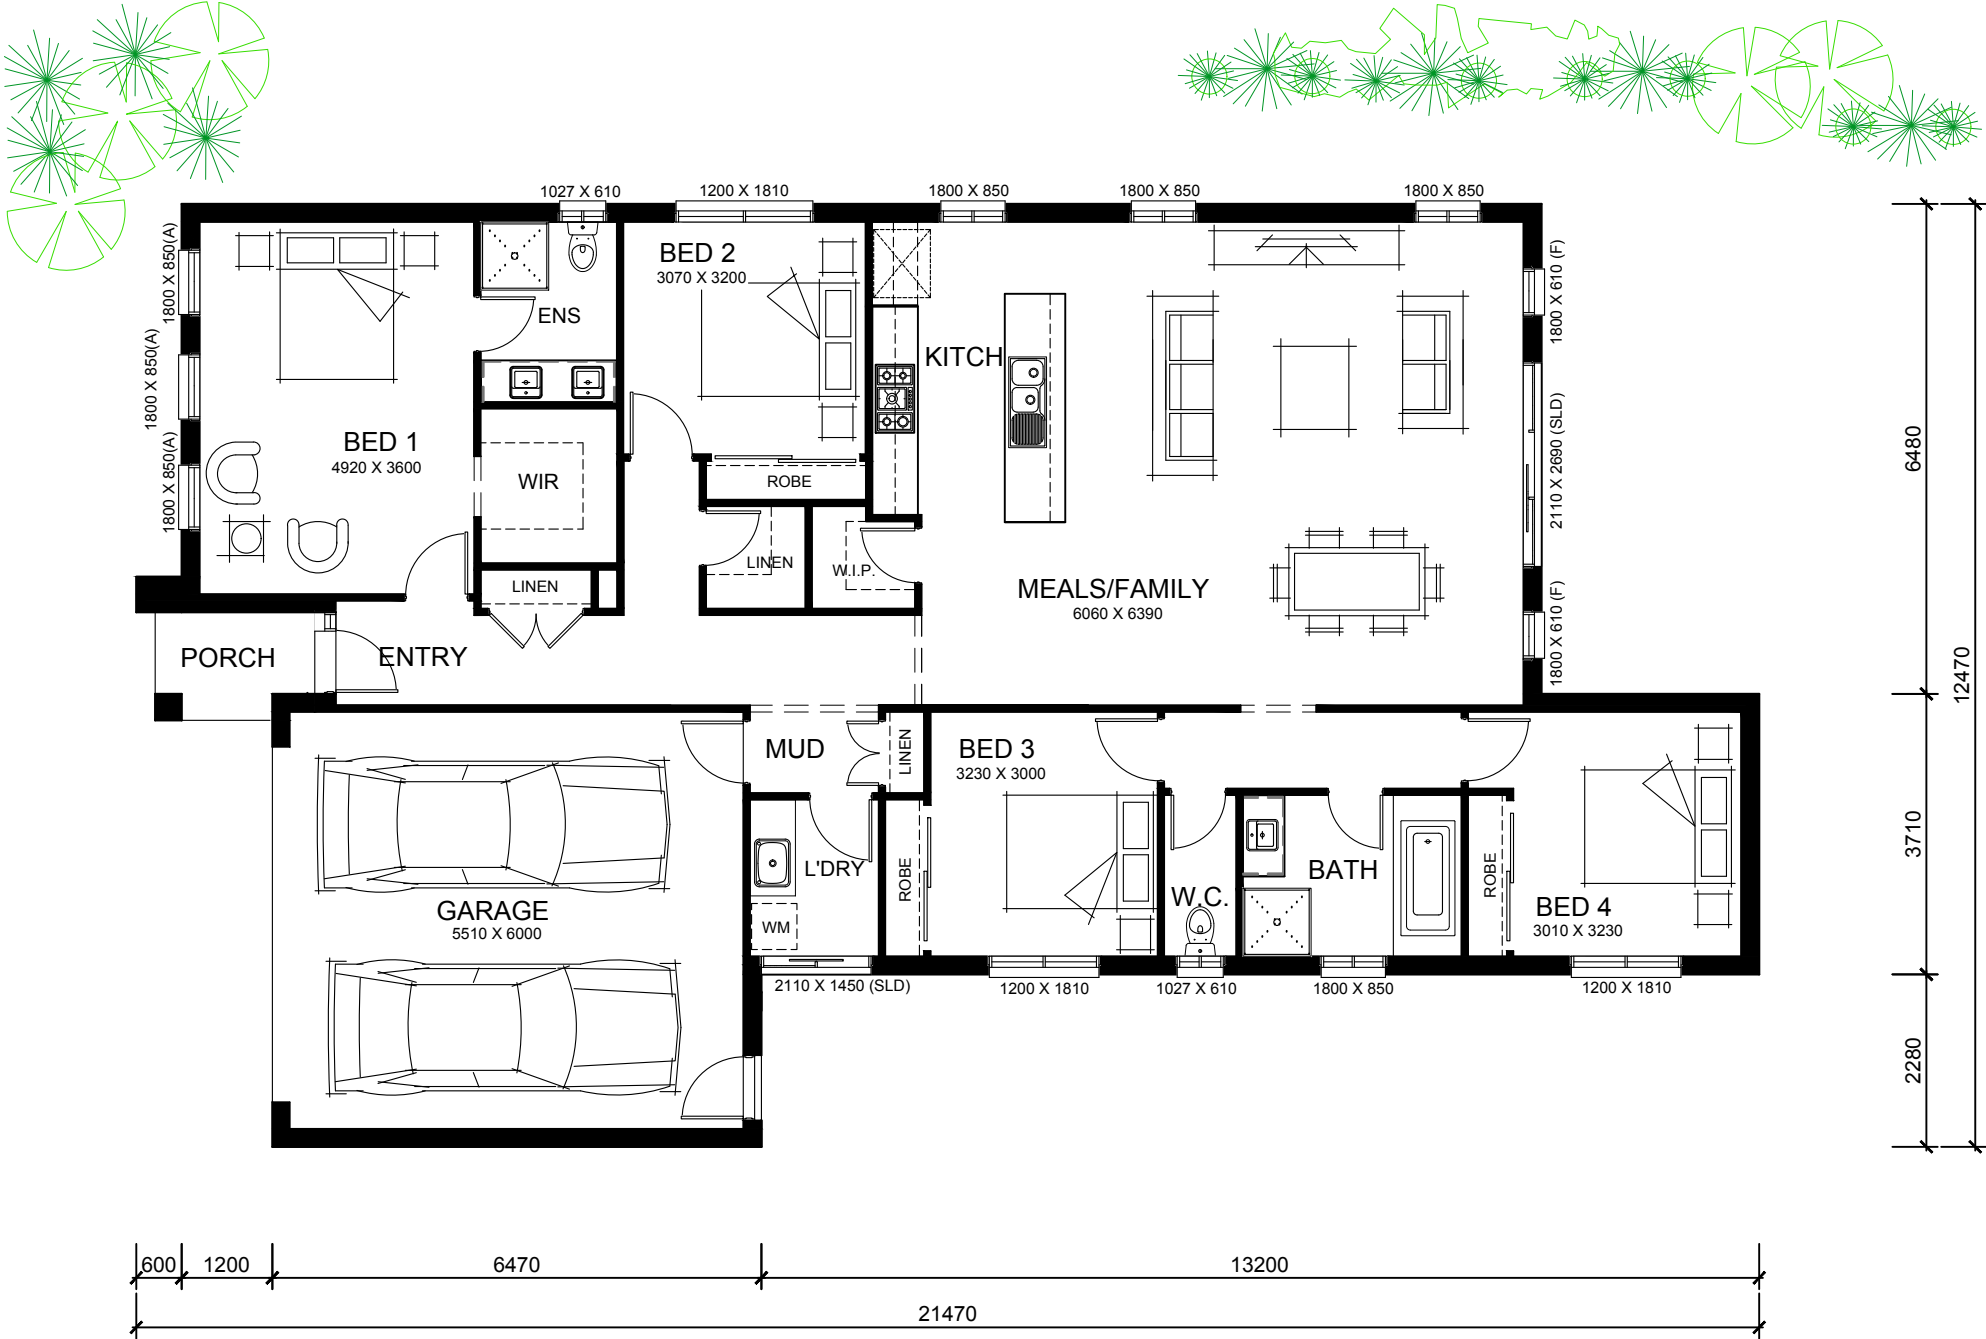 1027 X 610
1200 X 1810
1800 X 850
1800 X 850
1800 X 850
1800 X 850(A)
1800 X 850(A)
1800 X 850(A)
BED 1
4920 X 3600
ENS
WIR
LINEN
BED 2
3070 X 3200
ROBE
LINEN
W.I.P.
KITCH
MEALS/FAMILY
6060 X 6390
1800 X 610 (F)
2110 X 2690 (SLD)
1800 X 610 (F)
PORCH
ENTRY
MUD
LINEN
L'DRY
WM
GARAGE
5510 X 6000
BED 3
3230 X 3000
ROBE
W.C.
BATH
ROBE
BED 4
3010 X 3230
2110 X 1450 (SLD)
1200 X 1810
1027 X 610
1800 X 850
1200 X 1810
6480
3710
2280
12470
600
1200
6470
13200
21470